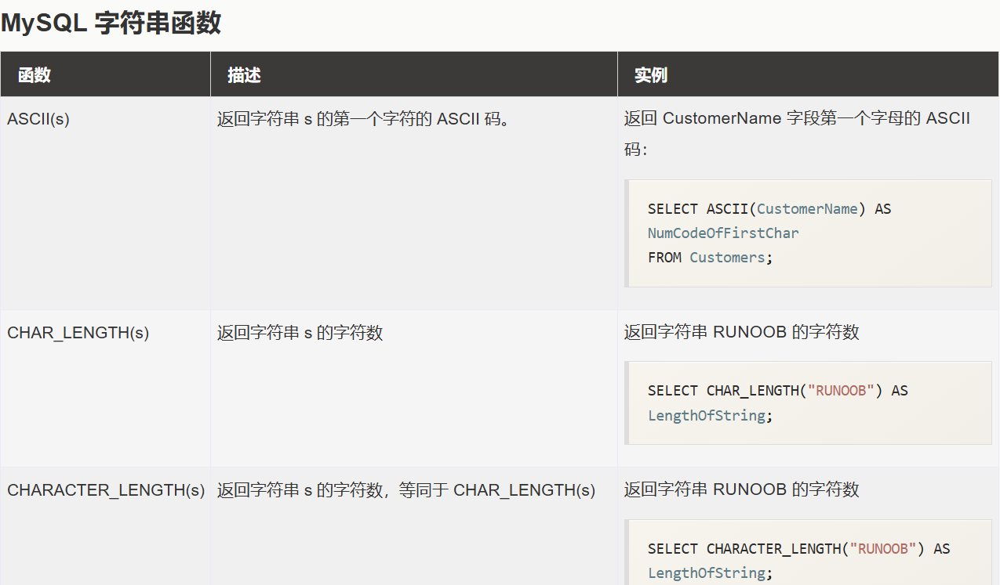 MySQL 字符串函数
函数 描述 实例
ASCII(s) 返回字符串 s 的第一个字符的 ASCII 码。 返回 CustomerName 字段第一个字母的 ASCII
码：
SELECT ASCII(CustomerName) AS
NumCodeOfFirstChar
FROM Customers;
CHAR_LENGTH(s) 返回字符串 s 的字符数 返回字符串 RUNOOB 的字符数
SELECT CHAR_LENGTH("RUNOOB") AS
LengthOfString;
CHARACTER_LENGTH(s) 返回字符串 s 的字符数，等同于 CHAR_LENGTH(s) 返回字符串 RUNOOB 的字符数
SELECT CHARACTER_LENGTH("RUNOOB") AS
LengthOfString;